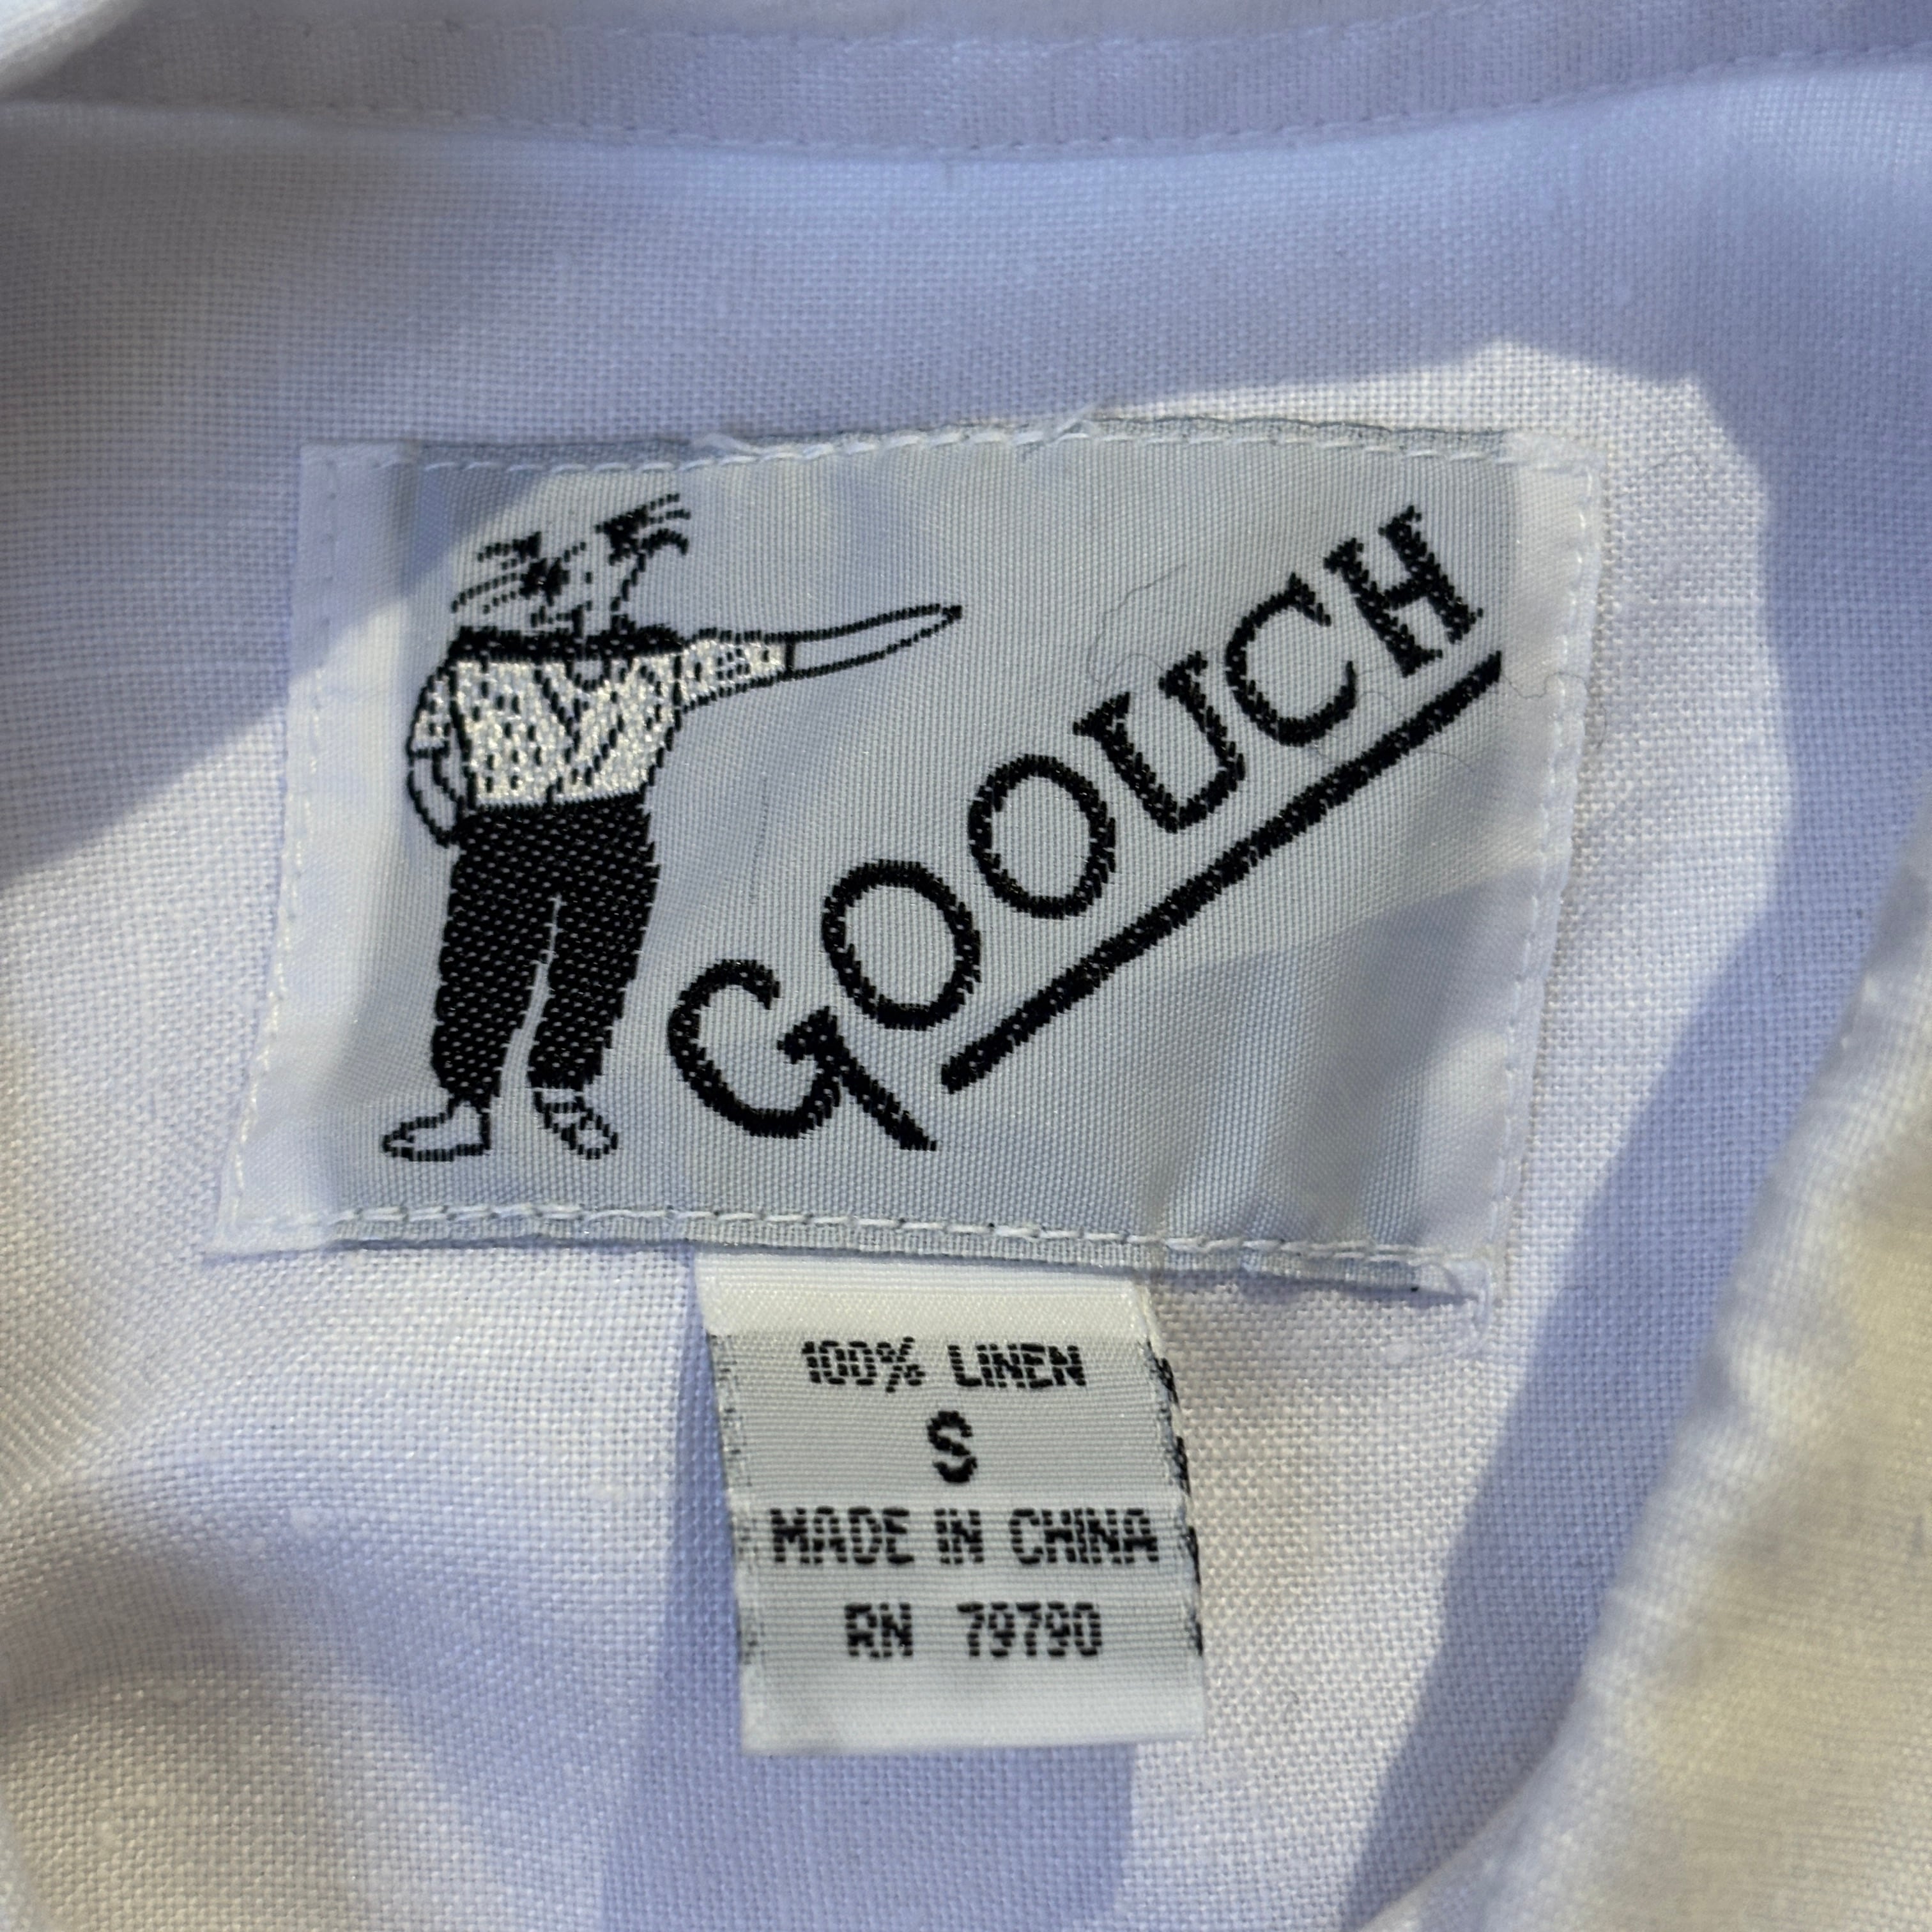 GOOUCH
100% LINEN
S
MADE IN CHINA
RN 79790